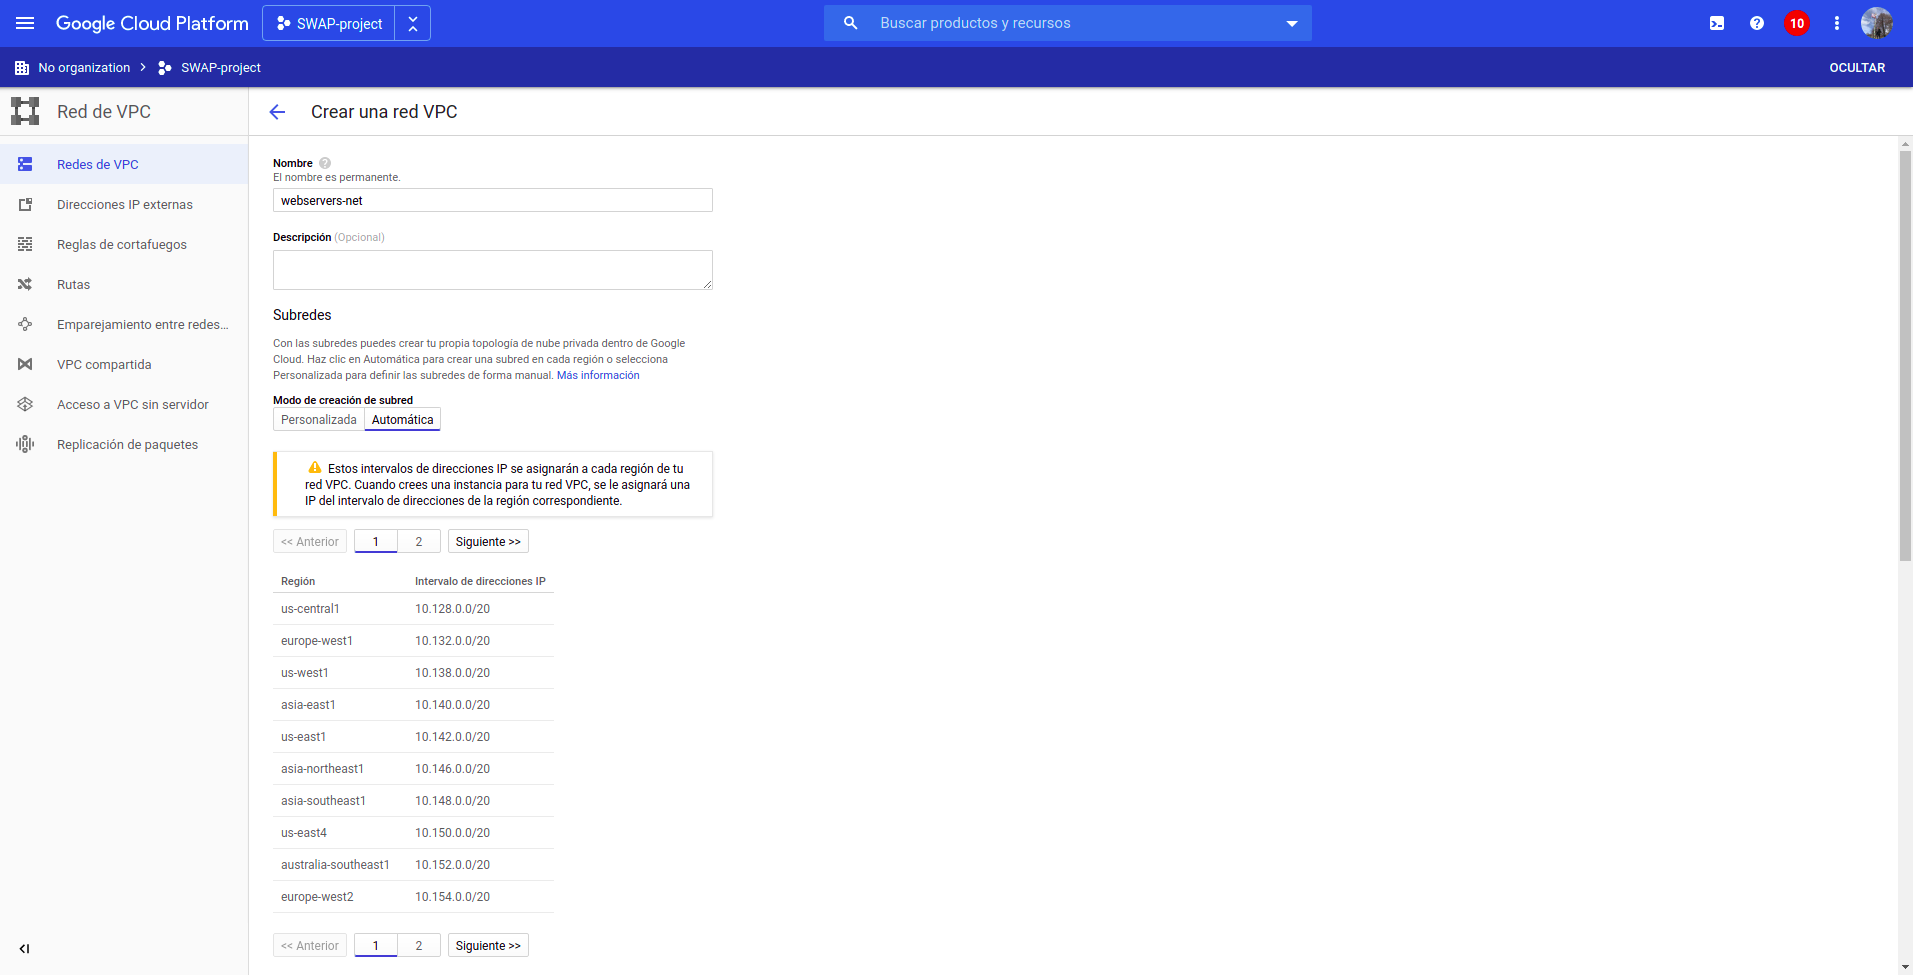 Google Cloud Platform
SWAP-project
Buscar productos y recursos
10
No organization
SWAP-project
OCULTAR
Red de VPC
Redes de VPC
Direcciones IP externas
Reglas de cortafuegos
Rutas
Emparejamiento entre redes...
VPC compartida
Acceso a VPC sin servidor
Replicación de paquetes
Crear una red VPC
Nombre
El nombre es permanente.
webservers-net
Descripción (Opcional)
Subredes
Con las subredes puedes crear tu propia topología de nube privada dentro de Google
Cloud. Haz clic en Automática para crear una subred en cada región o selecciona
Personalizada para definir las subredes de forma manual. Más información
Modo de creación de subred
Personalizada Automática
Estos intervalos de direcciones IP se asignarán a cada región de tu
red VPC. Cuando crees una instancia para tu red VPC, se le asignará una
IP del intervalo de direcciones de la región correspondiente.
<< Anterior 1 2 Siguiente >>
Región Intervalo de direcciones IP
us-central1 10.128.0.0/20
europe-west1 10.132.0.0/20
us-west1 10.138.0.0/20
asia-east1 10.140.0.0/20
us-east1 10.142.0.0/20
asia-northeast1 10.146.0.0/20
asia-southeast1 10.148.0.0/20
us-east4 10.150.0.0/20
australia-southeast1 10.152.0.0/20
europe-west2 10.154.0.0/20
<< Anterior 1 2 Siguiente >>